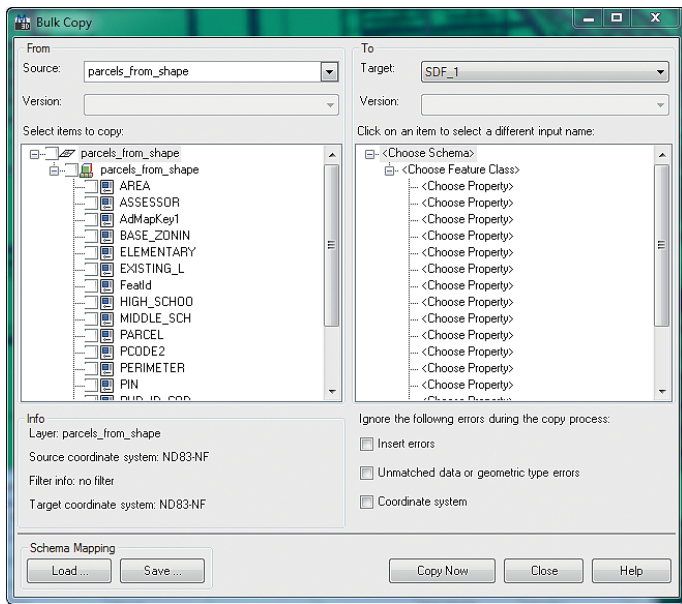 Bulk Copy
From
Source: parcels_from_shape
Version:
Select items to copy:
parcels_from_shape
parcels_from_shape
AREA
ASSESSOR
AdMapKey1
BASE_ZONIN
ELEMENTARY
EXISTING_L
FeatId
HIGH_SCHOO
MIDDLE_SCH
PARCEL
PCODE2
PERIMETER
PIN
Info
Layer: parcels_from_shape
Source coordinate system: ND83-NF
Filter info: no filter
Target coordinate system: ND83-NF
To
Target: SDF_1
Version:
Click on an item to select a different input name:
<Choose Schema>
<Choose Feature Class>
<Choose Property>
<Choose Property>
<Choose Property>
<Choose Property>
<Choose Property>
<Choose Property>
<Choose Property>
<Choose Property>
<Choose Property>
<Choose Property>
<Choose Property>
<Choose Property>
<Choose Property>
<Choose Property>
Ignore the followng errors during the copy process:
Insert errors
Unmatched data or geometric type errors
Coordinate system
Schema Mapping
Load ... Save ... Copy Now Close Help